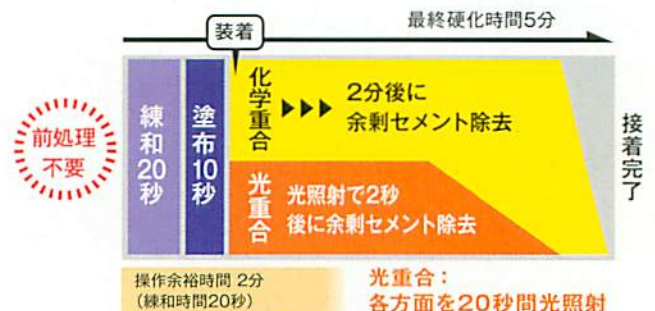 最終硬化時間5分
装着
前処理
不要
練和20秒
塗布10秒
化学重合
▶▶▶ 2分後に
余剰セメント除去
光重合
光照射で2秒
後に余剰セメント除去
接着完了
操作余裕時間 2分
(練和時間20秒)
光重合:
各方面を20秒間光照射